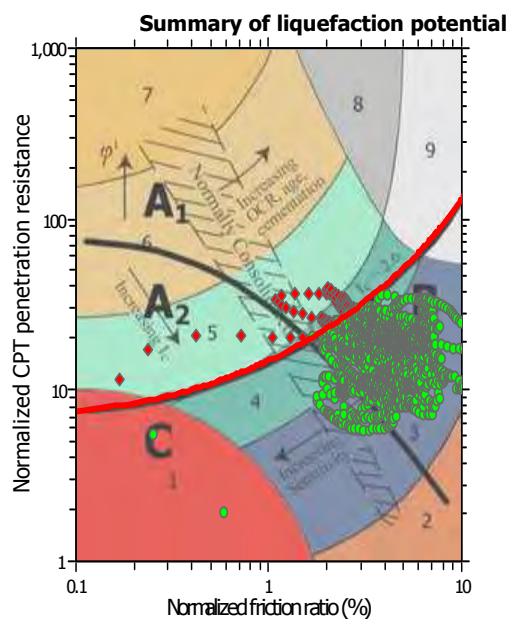 Summary of liquefaction potential
1,000
7
8
9
φ'
Increasing
OCR, age,
cementation
A1
Normally Consolidated
100
6
A2
Increasing Ic
5
Normalized CPT penetration resistance
10
4
C
1
Increasing
sensitivity
3
2
1
0.1
1
10
Normalized friction ratio (%)